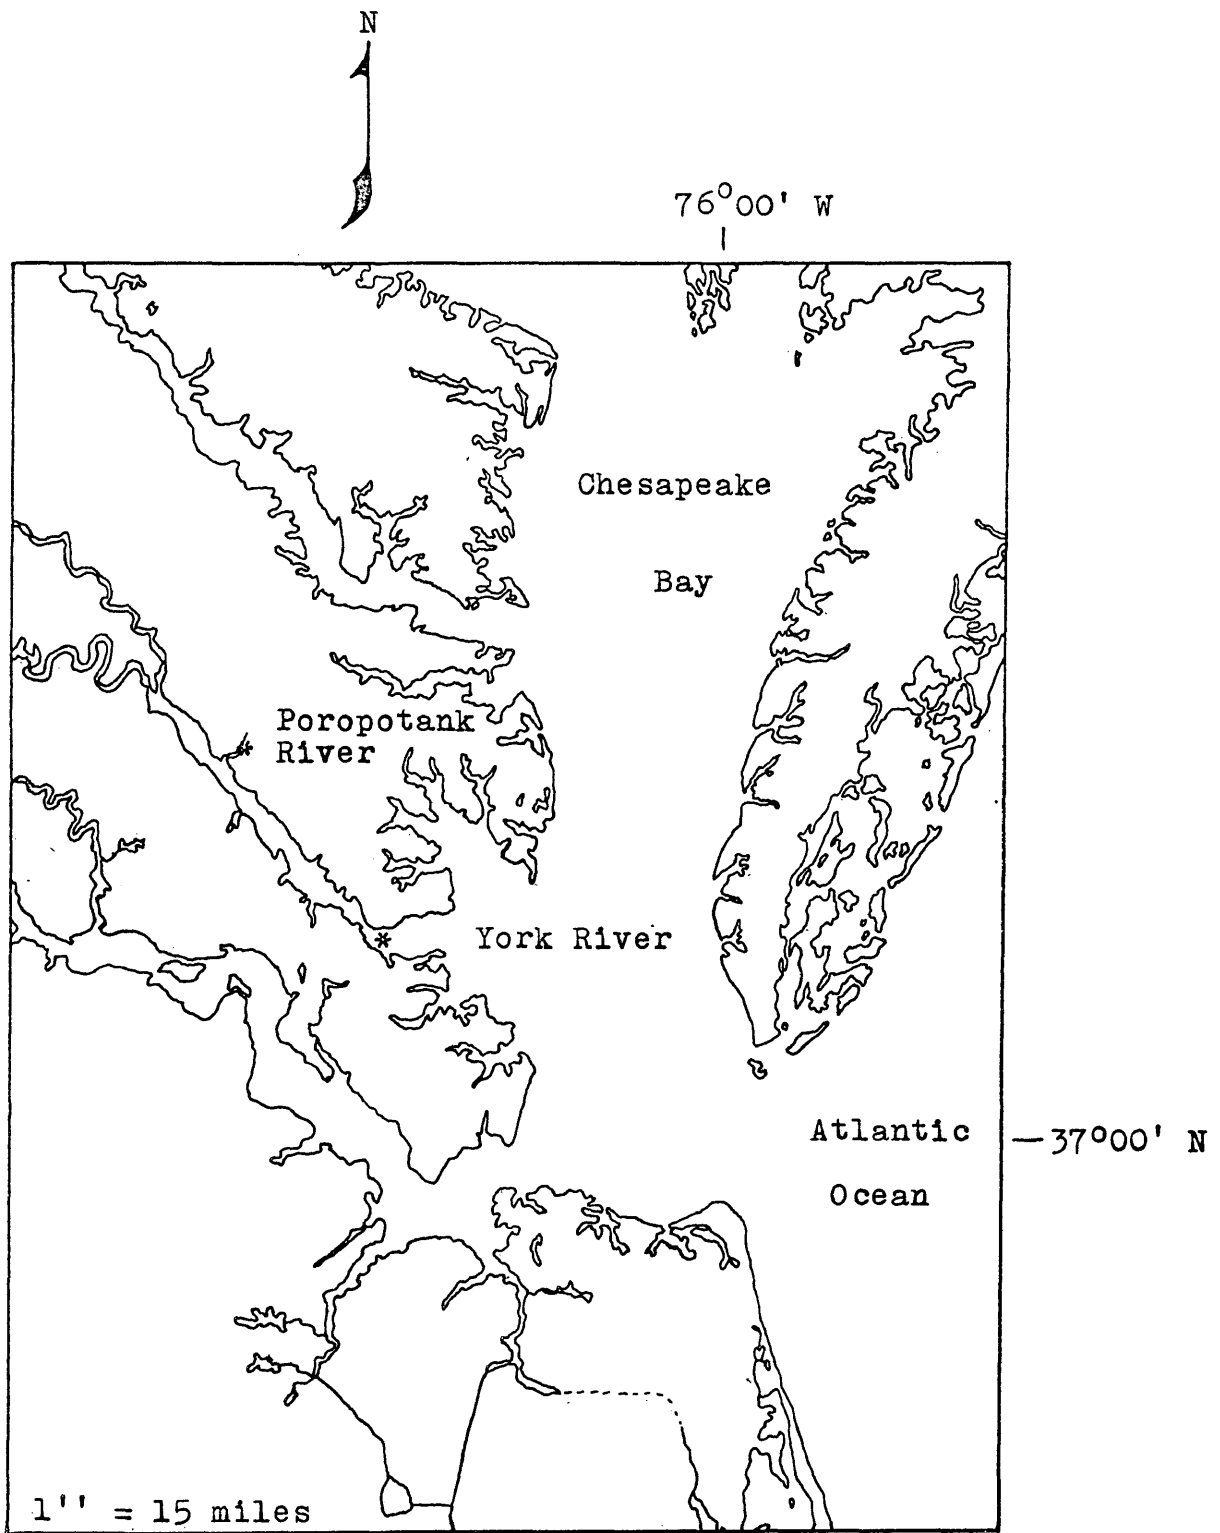 N
76°00' W
Chesapeake
Bay
Poropotank
River
York River
Atlantic
37°00' N
Ocean
1'' = 15 miles